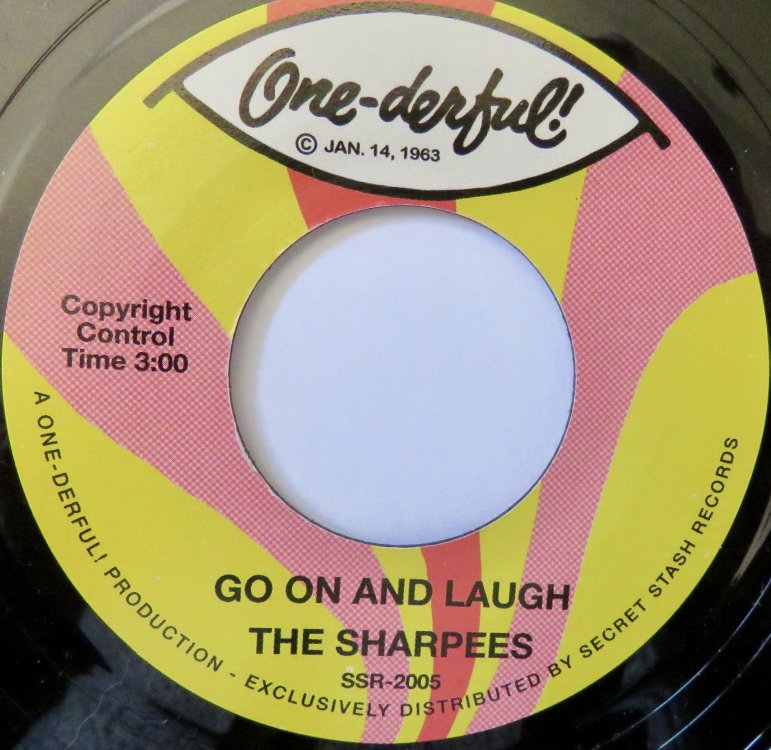 One-derful!
© JAN. 14, 1963
Copyright
Control
Time 3:00
GO ON AND LAUGH
THE SHARPEES
SSR-2005
A ONE-DERFUL! PRODUCTION - EXCLUSIVELY DISTRIBUTED BY SECRET STASH RECORDS